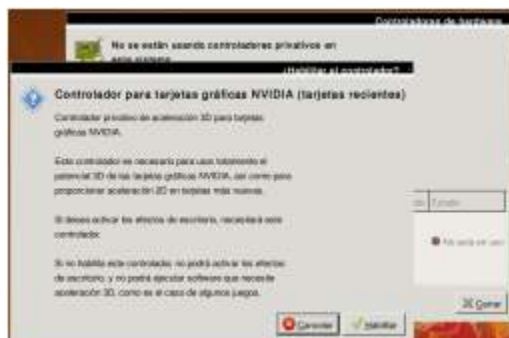 Controladores de hardware
No se están usando controladores privativos en
este sistema
¿Habilitar el controlador?
Controlador para tarjetas gráficas NVIDIA (tarjetas recientes)
Controlador privativo de aceleración 3D para tarjetas
gráficas NVIDIA.
Este controlador es necesario para usar totalmente el
potencial 3D de las tarjetas gráficas NVIDIA, así como para
proporcionar aceleración 2D en tarjetas más nuevas.
Si desea activar los efectos de escritorio, necesitará este
controlador.
Si no habilita este controlador, no podrá activar los efectos
de escritorio, y no podrá ejecutar software que necesite
aceleración 3D, como es el caso de algunos juegos.
Estado
No está en uso
Cerrar
Cancelar
Habilitar